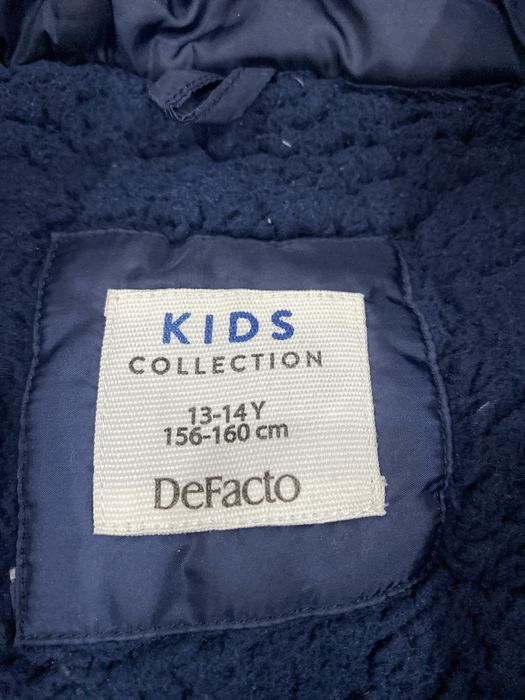 KIDS
COLLECTION
13-14 Y
156-160 cm
DeFacto